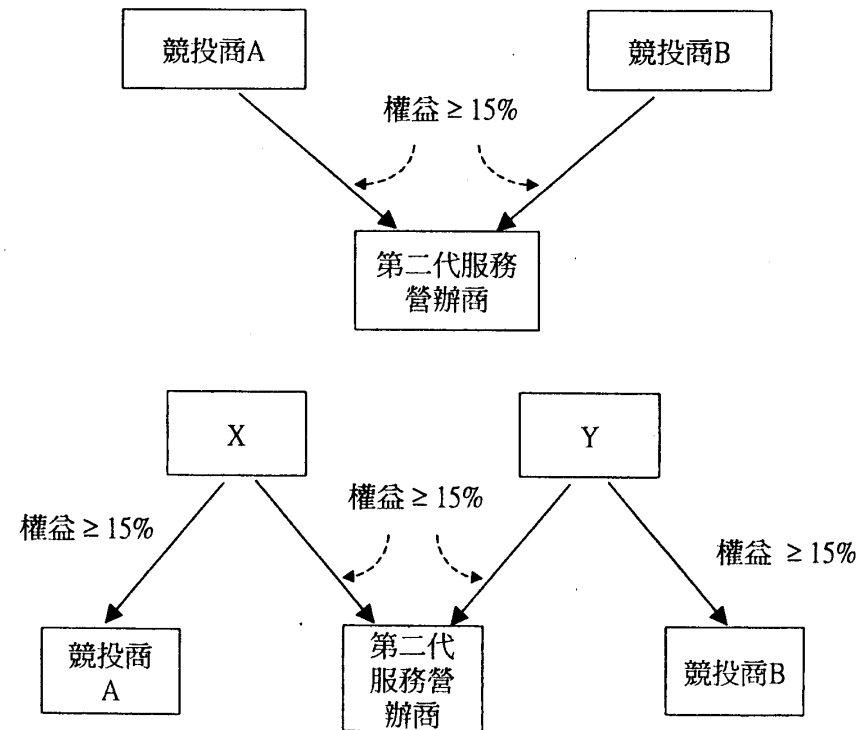 競投商A
競投商B
權益 ≥ 15%
第二代服務
營辦商
X
Y
權益 ≥ 15%
權益 ≥ 15%
權益 ≥ 15%
競投商
A
第二代
服務營
辦商
競投商B